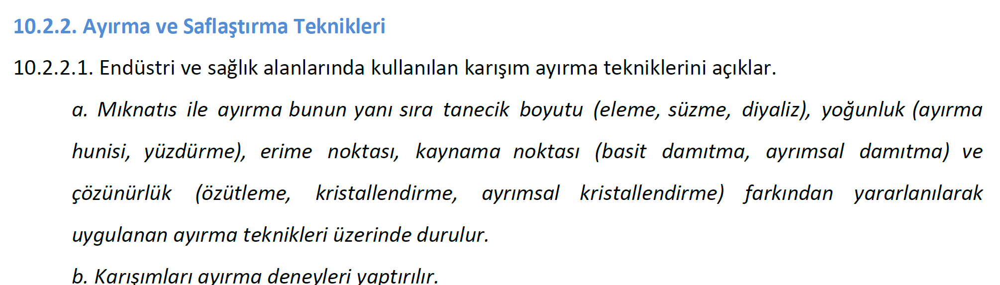 10.2.2. Ayırma ve Saflaştırma Teknikleri
10.2.2.1. Endüstri ve sağlık alanlarında kullanılan karışım ayırma tekniklerini açıklar.
a. Mıknatıs ile ayırma bunun yanı sıra tanecik boyutu (eleme, süzme, diyaliz), yoğunluk (ayırma
hunisi, yüzdürme), erime noktası, kaynama noktası (basit damıtma, ayrımsal damıtma) ve
çözünürlük (özütleme, kristallendirme, ayrımsal kristallendirme) farkından yararlanılarak
uygulanan ayırma teknikleri üzerinde durulur.
b. Karışımları ayırma deneyleri yaptırılır.